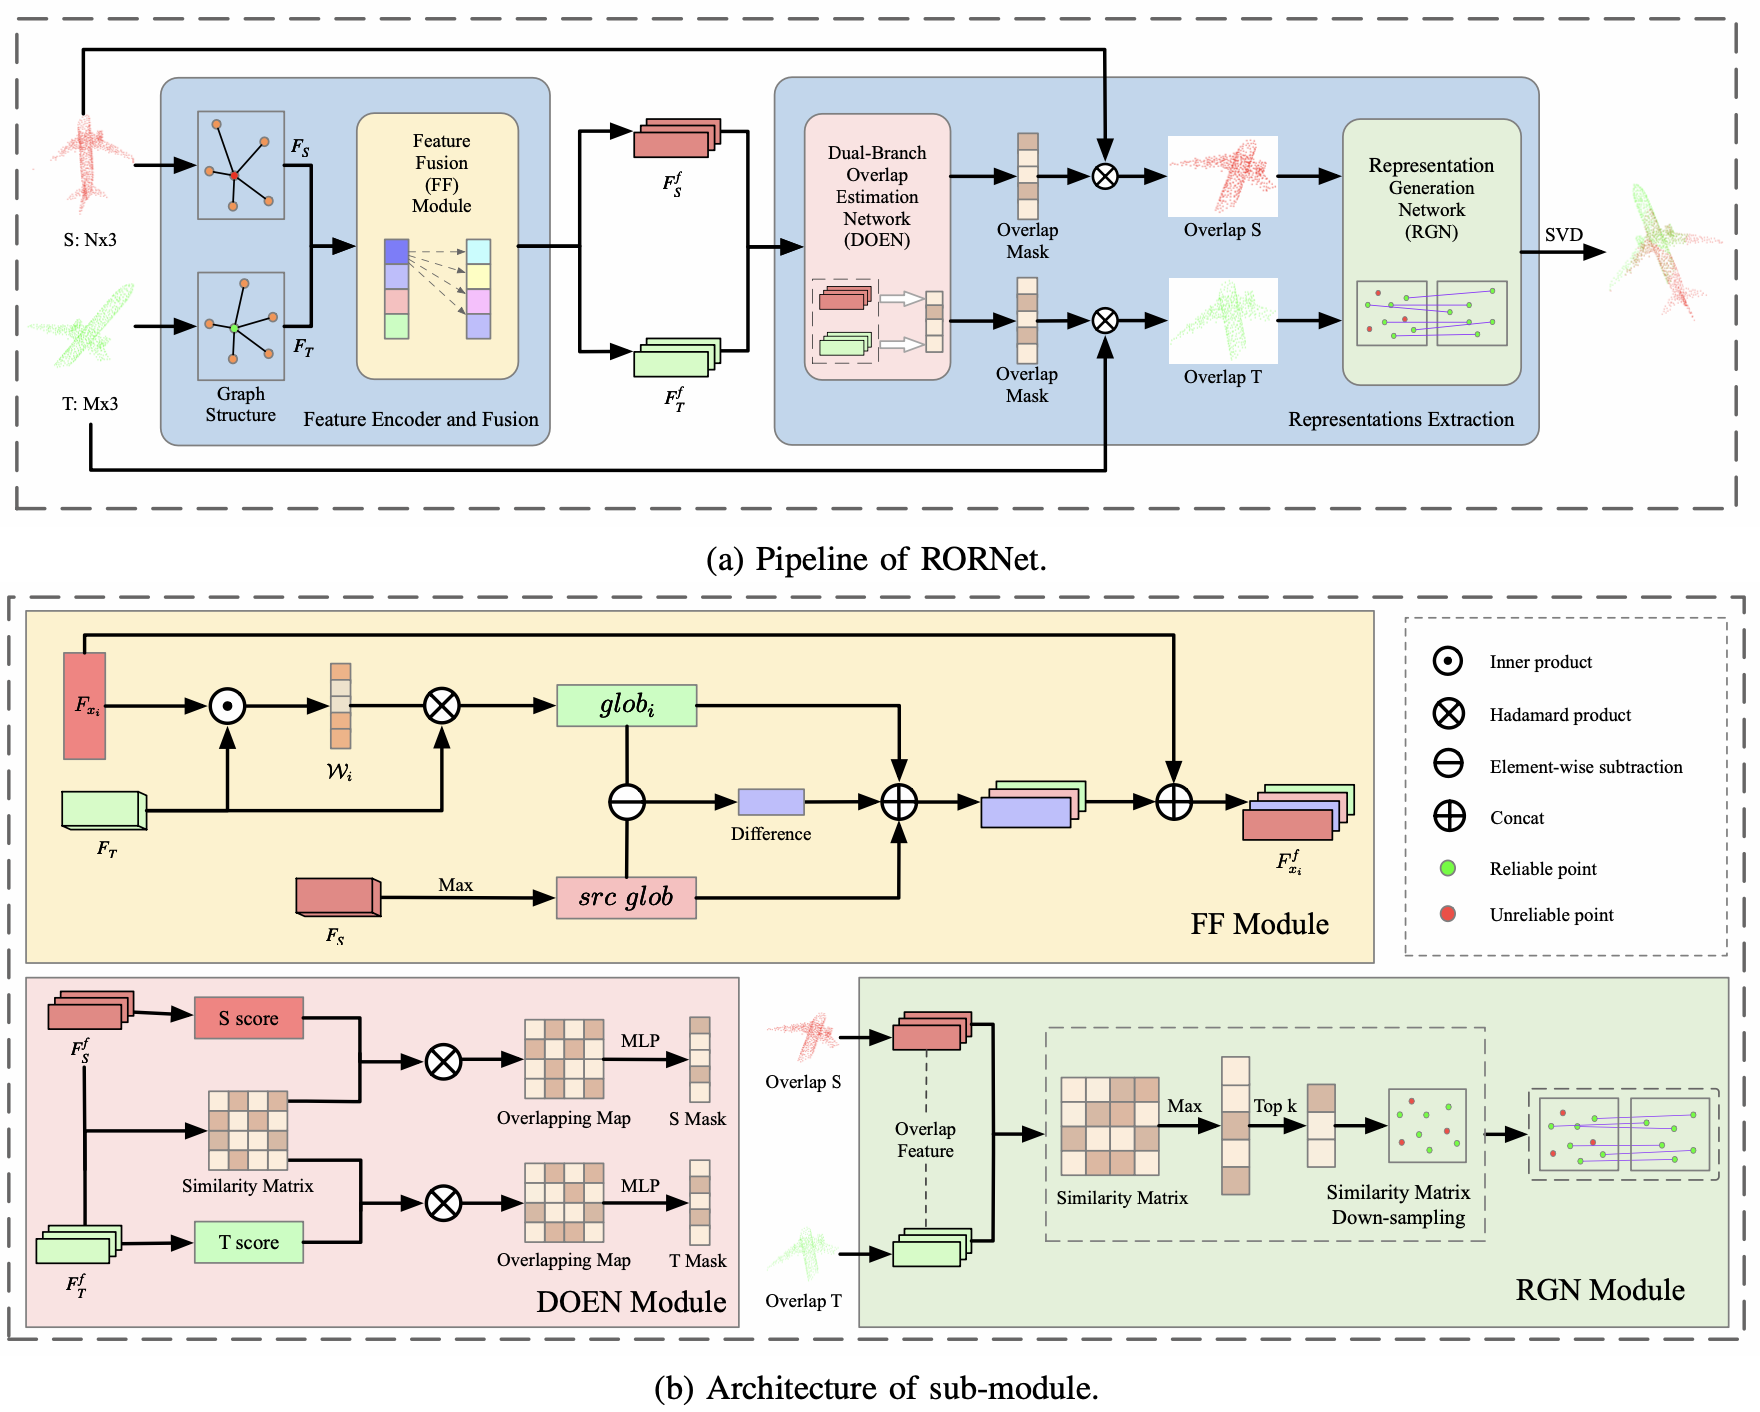 S: Nx3
T: Mx3
F_S
F_T
Graph
Structure
Feature
Fusion
(FF)
Module
Feature Encoder and Fusion
F_S^f
F_T^f
Dual-Branch
Overlap
Estimation
Network
(DOEN)
Overlap
Mask
Overlap
Mask
Overlap S
Overlap T
Representation
Generation
Network
(RGN)
Representations Extraction
SVD
(a) Pipeline of RORNet.
F_{x_i}
W_i
F_T
glob_i
Difference
F_S
Max
src glob
F_{x_i}^f
FF Module
Inner product
Hadamard product
Element-wise subtraction
Concat
Reliable point
Unreliable point
F_S^f
S score
Similarity Matrix
F_T^f
T score
Overlapping Map
MLP
S Mask
Overlapping Map
MLP
T Mask
DOEN Module
Overlap S
Overlap T
Overlap
Feature
Similarity Matrix
Max
Top k
Similarity Matrix
Down-sampling
RGN Module
(b) Architecture of sub-module.